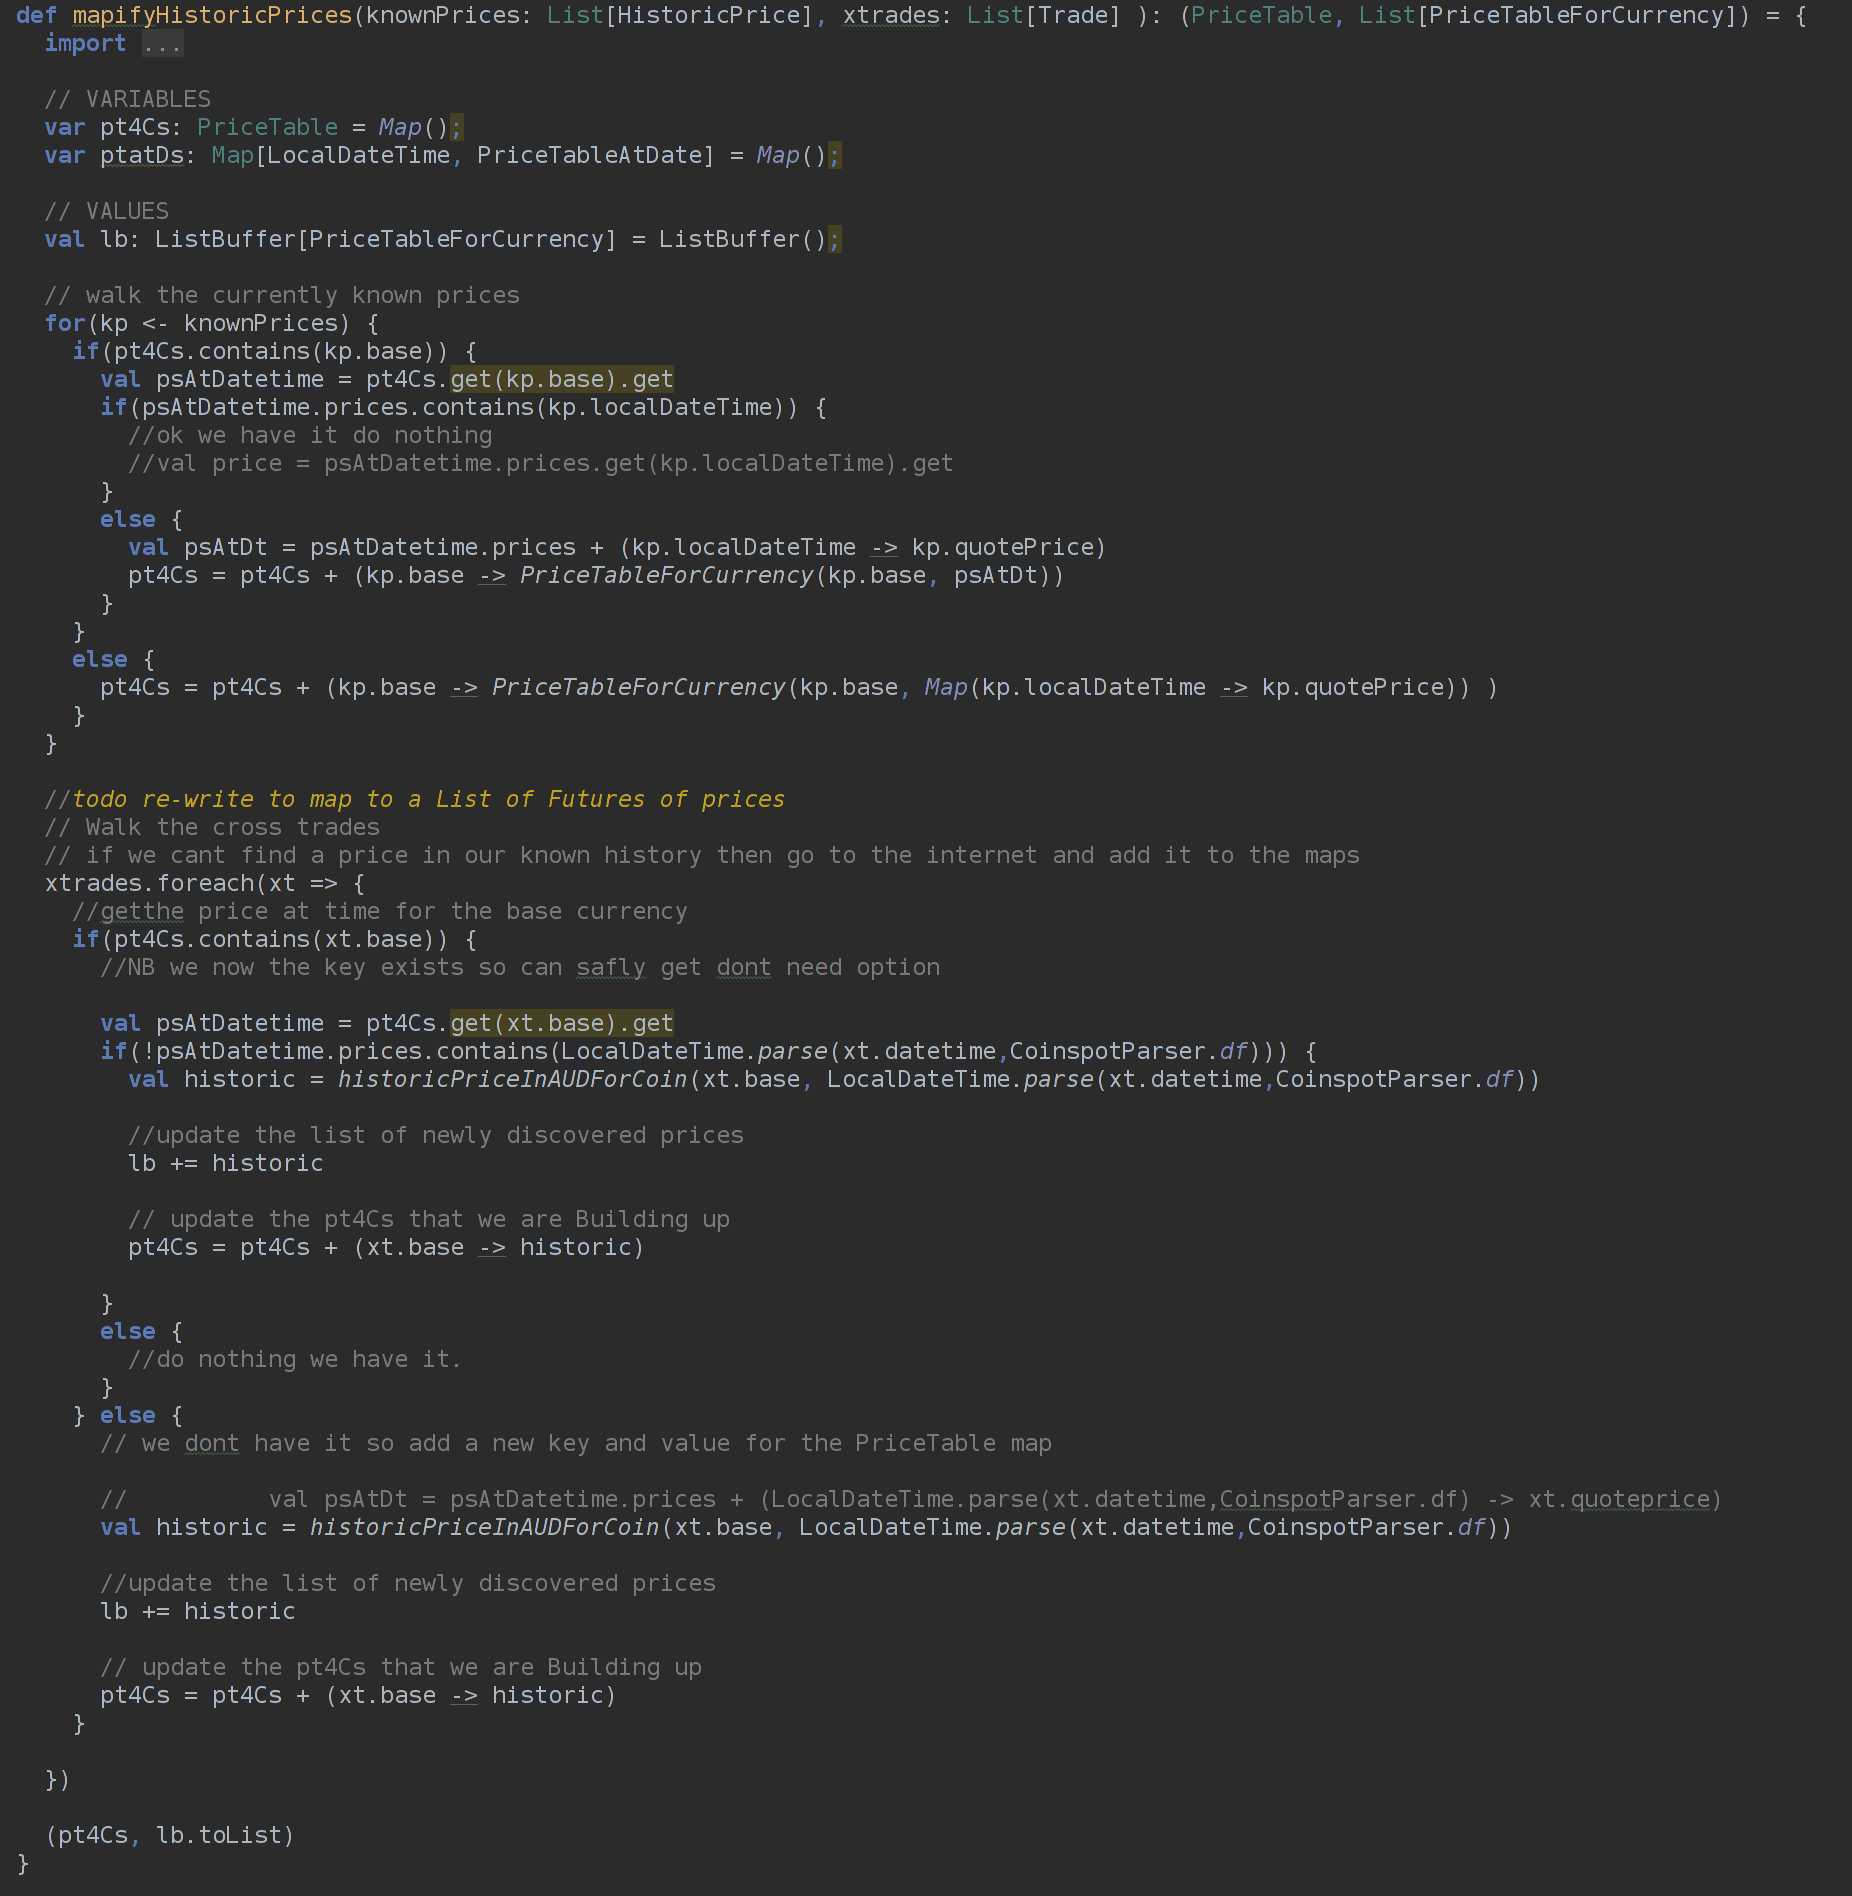 def mapifyHistoricPrices(knownPrices: List[HistoricPrice], xtrades: List[Trade] ): (PriceTable, List[PriceTableForCurrency]) = {
  import ...

  // VARIABLES
  var pt4Cs: PriceTable = Map();
  var ptatDs: Map[LocalDateTime, PriceTableAtDate] = Map();

  // VALUES
  val lb: ListBuffer[PriceTableForCurrency] = ListBuffer();

  // walk the currently known prices
  for(kp <- knownPrices) {
    if(pt4Cs.contains(kp.base)) {
      val psAtDatetime = pt4Cs.get(kp.base).get
      if(psAtDatetime.prices.contains(kp.localDateTime)) {
        //ok we have it do nothing
        //val price = psAtDatetime.prices.get(kp.localDateTime).get
      }
      else {
        val psAtDt = psAtDatetime.prices + (kp.localDateTime -> kp.quotePrice)
        pt4Cs = pt4Cs + (kp.base -> PriceTableForCurrency(kp.base, psAtDt))
      }
    }
    else {
      pt4Cs = pt4Cs + (kp.base -> PriceTableForCurrency(kp.base, Map(kp.localDateTime -> kp.quotePrice)) )
    }
  }

  //todo re-write to map to a List of Futures of prices
  // Walk the cross trades
  // if we cant find a price in our known history then go to the internet and add it to the maps
  xtrades.foreach(xt => {
    //getthe price at time for the base currency
    if(pt4Cs.contains(xt.base)) {
      //NB we now the key exists so can safly get dont need option

      val psAtDatetime = pt4Cs.get(xt.base).get
      if(!psAtDatetime.prices.contains(LocalDateTime.parse(xt.datetime,CoinspotParser.df))) {
        val historic = historicPriceInAUDForCoin(xt.base, LocalDateTime.parse(xt.datetime,CoinspotParser.df))

        //update the list of newly discovered prices
        lb += historic

        // update the pt4Cs that we are Building up
        pt4Cs = pt4Cs + (xt.base -> historic)

      }
      else {
        //do nothing we have it.
      }
    } else {
      // we dont have it so add a new key and value for the PriceTable map

      //          val psAtDt = psAtDatetime.prices + (LocalDateTime.parse(xt.datetime,CoinspotParser.df) -> xt.quoteprice)
      val historic = historicPriceInAUDForCoin(xt.base, LocalDateTime.parse(xt.datetime,CoinspotParser.df))

      //update the list of newly discovered prices
      lb += historic

      // update the pt4Cs that we are Building up
      pt4Cs = pt4Cs + (xt.base -> historic)
    }

  })

  (pt4Cs, lb.toList)
}